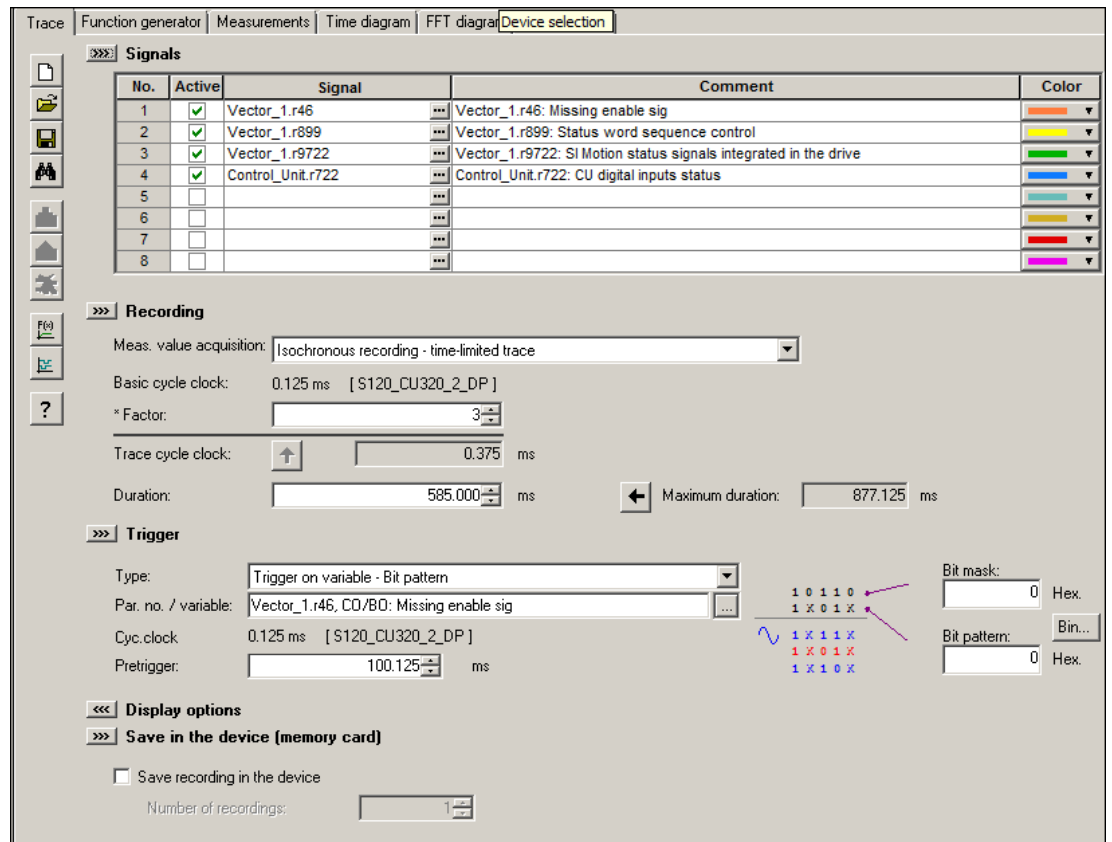 Trace Function generator Measurements Time diagram FFT diagram Device selection
Signals
No. Active Signal Comment Color
1 Vector_1.r46 ... Vector_1.r46: Missing enable sig
2 Vector_1.r899 ... Vector_1.r899: Status word sequence control
3 Vector_1.r9722 ... Vector_1.r9722: SI Motion status signals integrated in the drive
4 Control_Unit.r722 ... Control_Unit.r722: CU digital inputs status
5 ...
6 ...
7 ...
8 ...
Recording
Meas. value acquisition: Isochronous recording - time-limited trace
Basic cycle clock: 0.125 ms [ S120_CU320_2_DP ]
* Factor: 3
Trace cycle clock: 0.375 ms
Duration: 585.000 ms Maximum duration: 877.125 ms
Trigger
Type: Trigger on variable - Bit pattern
Par. no. / variable: Vector_1.r46, CO/BO: Missing enable sig ...
Cyc.clock 0.125 ms [ S120_CU320_2_DP ]
Pretrigger: 100.125 ms
1 0 1 1 0
1 X 0 1 X
1 X 1 1 X
1 X 0 1 X
1 X 1 0 X
Bit mask:
0 Hex.
Bin...
Bit pattern:
0 Hex.
Display options
Save in the device (memory card)
Save recording in the device
Number of recordings: 1
F(x)
?